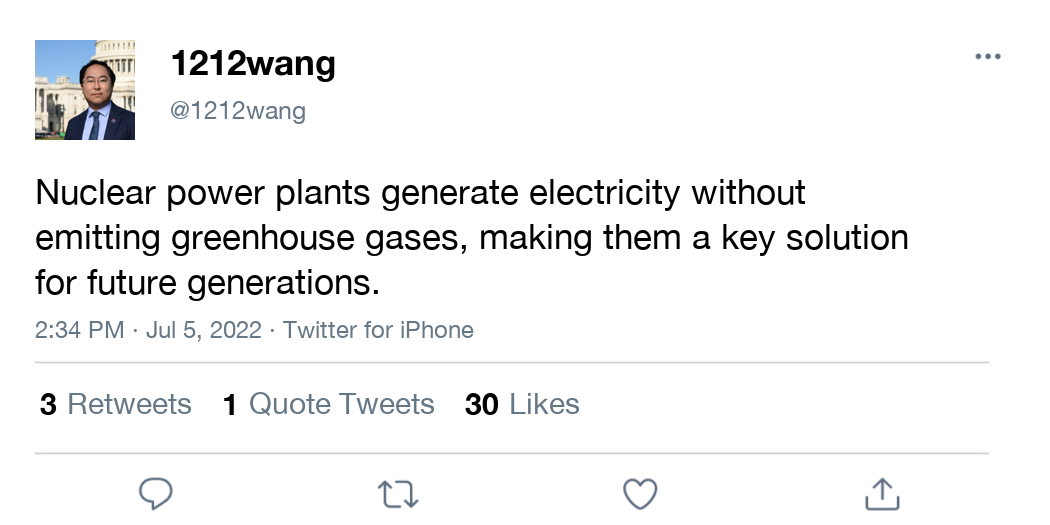 1212wang
@1212wang
Nuclear power plants generate electricity without
emitting greenhouse gases, making them a key solution
for future generations.
2:34 PM · Jul 5, 2022 · Twitter for iPhone
3 Retweets 1 Quote Tweets 30 Likes